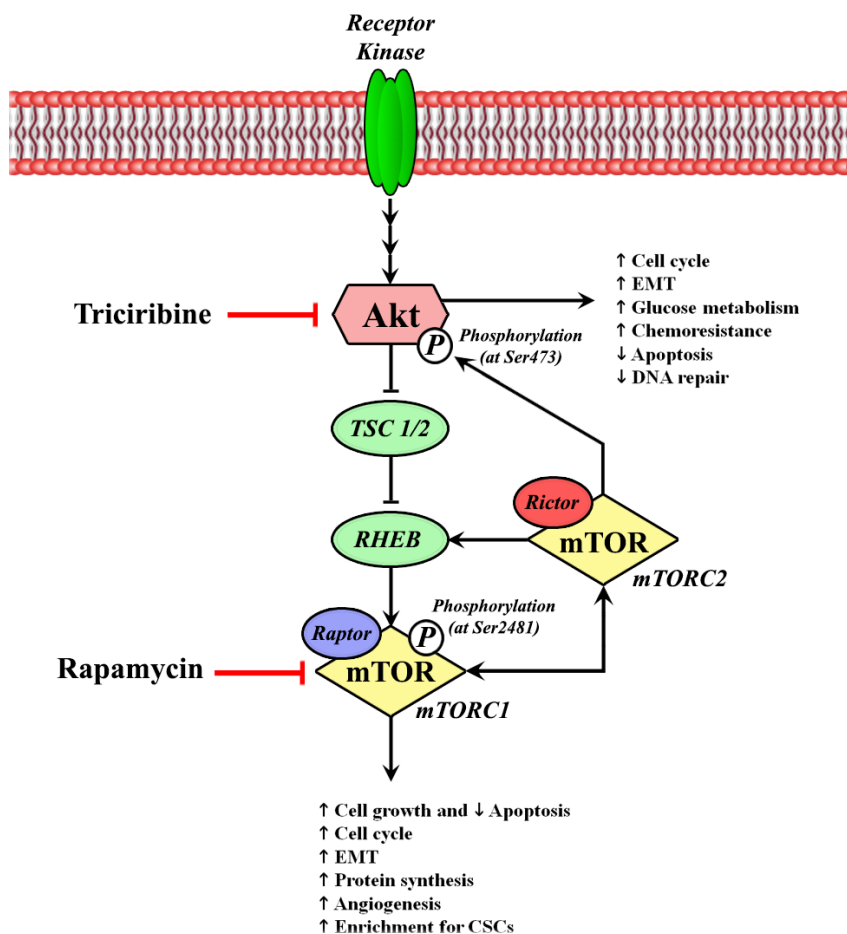 Receptor
Kinase
Triciribine
Akt
P
Phosphorylation
(at Ser473)
↑ Cell cycle
↑ EMT
↑ Glucose metabolism
↑ Chemoresistance
↓ Apoptosis
↓ DNA repair
TSC 1/2
RHEB
Rictor
mTOR
mTORC2
Rapamycin
Raptor
P
Phosphorylation
(at Ser2481)
mTOR
mTORC1
↑ Cell growth and ↓ Apoptosis
↑ Cell cycle
↑ EMT
↑ Protein synthesis
↑ Angiogenesis
↑ Enrichment for CSCs